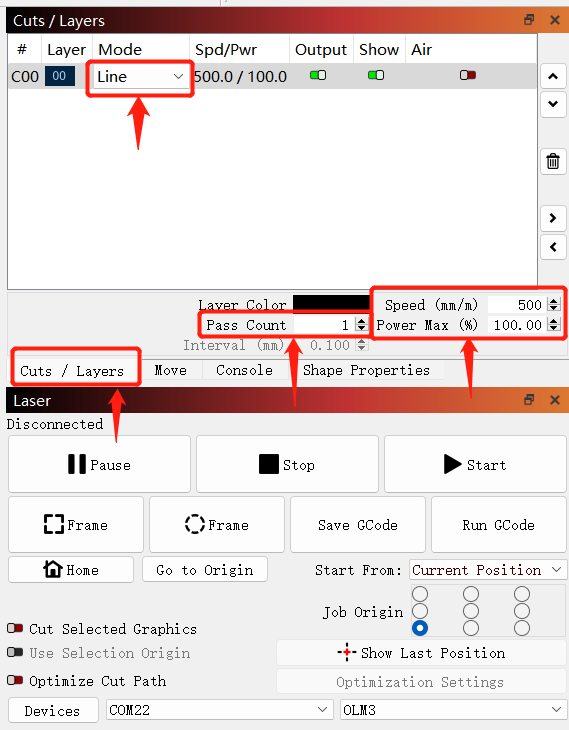 Cuts / Layers
# Layer Mode Spd/Pwr Output Show Air
C00 00 Line 500.0 / 100.0
Layer Color Speed (mm/m) 500
Pass Count 1 Power Max (%) 100.00
Interval (mm) 0.100
Cuts / Layers Move Console Shape Properties
Laser
Disconnected
Pause Stop Start
Frame Frame Save GCode Run GCode
Home Go to Origin Start From: Current Position
Job Origin
Cut Selected Graphics
Use Selection Origin Show Last Position
Optimize Cut Path Optimization Settings
Devices COM22 OLM3